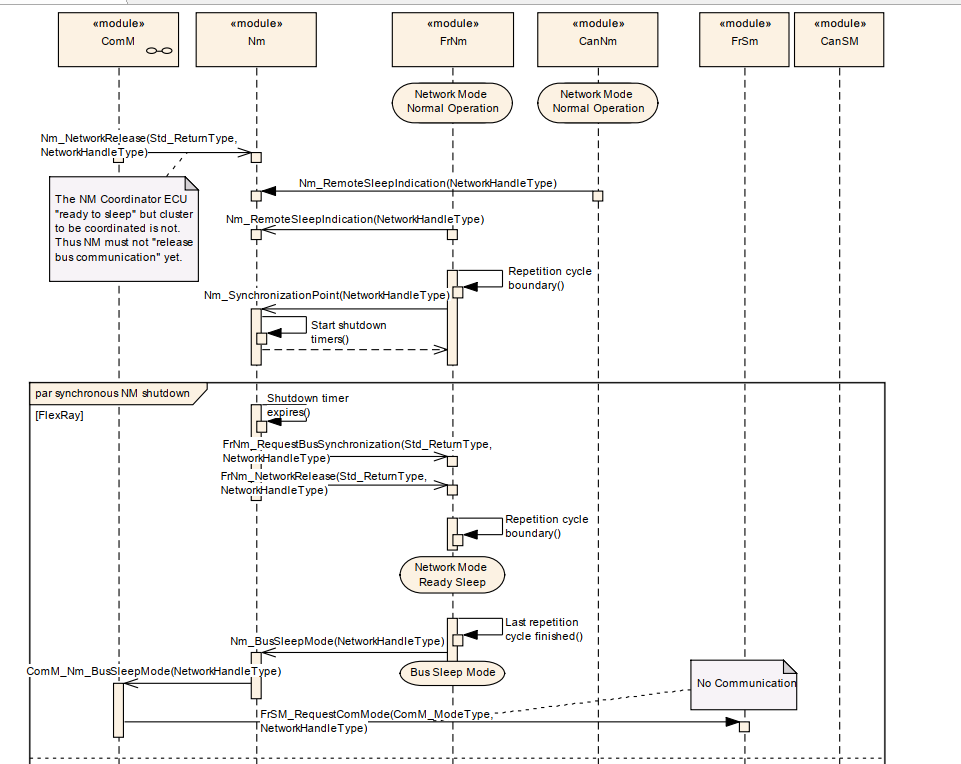 «module»
ComM
«module»
Nm
«module»
FrNm
«module»
CanNm
«module»
FrSm
«module»
CanSM
Network Mode
Normal Operation
Network Mode
Normal Operation
Nm_NetworkRelease(Std_ReturnType,
NetworkHandleType)
The NM Coordinator ECU
"ready to sleep" but cluster
to be coordinated is not.
Thus NM must not "release
bus communication" yet.
Nm_RemoteSleepIndication(NetworkHandleType)
Nm_RemoteSleepIndication(NetworkHandleType)
Repetition cycle
boundary()
Nm_SynchronizationPoint(NetworkHandleType)
Start shutdown
timers()
par synchronous NM shutdown
[FlexRay]
Shutdown timer
expires()
FrNm_RequestBusSynchronization(Std_ReturnType,
NetworkHandleType)
FrNm_NetworkRelease(Std_ReturnType,
NetworkHandleType)
Repetition cycle
boundary()
Network Mode
Ready Sleep
Last repetition
cycle finished()
Nm_BusSleepMode(NetworkHandleType)
Bus Sleep Mode
ComM_Nm_BusSleepMode(NetworkHandleType)
No Communication
FrSM_RequestComMode(ComM_ModeType,
NetworkHandleType)